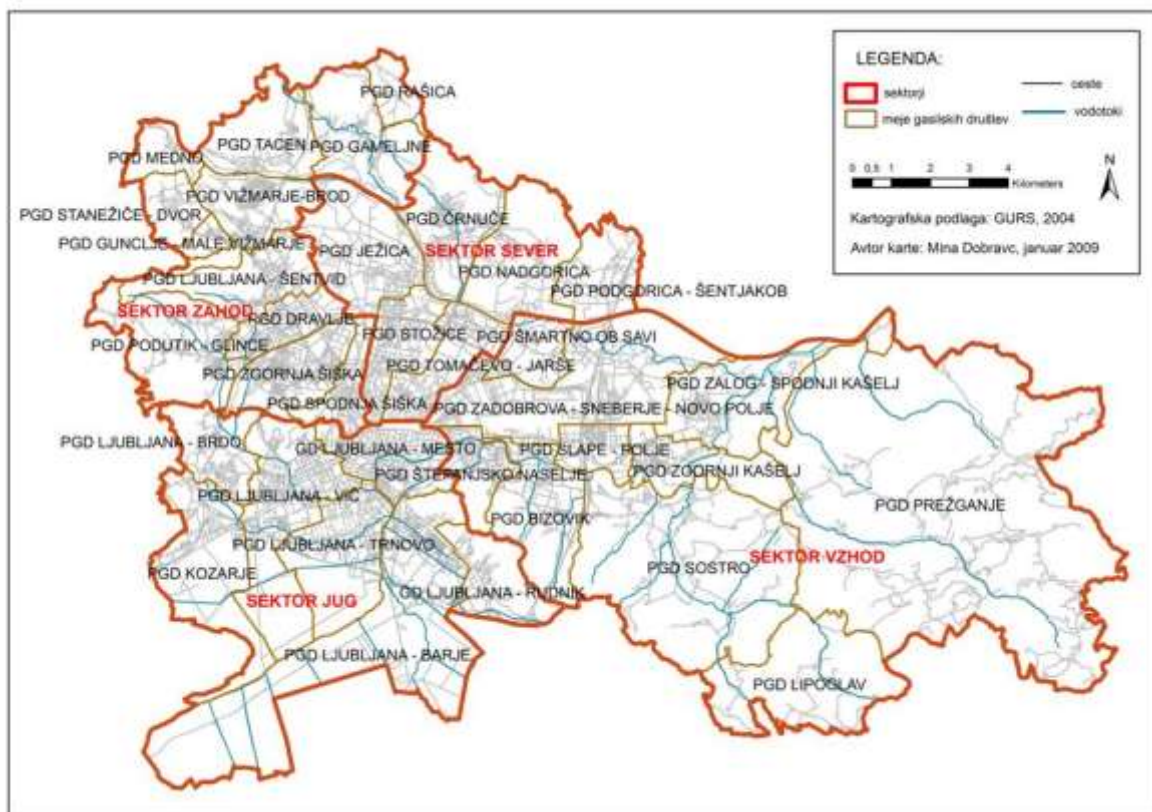 LEGENDA:
sektorji
ceste
meje gasilskih društev
vodotoki
0 0,5 1 2 3 4
Kilometers
N
Kartografska podlaga: GURS, 2004
Avtor karte: Mina Dobravc, januar 2009
PGD RAŠICA
PGD TACEN
PGD GAMELJNE
PGD MEDNO
PGD VIŽMARJE-BROD
PGD STANEŽIČE - DVOR
PGD ČRNUČE
PGD GUNCLJE - MALE VIŽMARJE
PGD JEŽICA
SEKTOR SEVER
PGD LJUBLJANA - ŠENTVID
PGD NADGORICA
PGD PODGORICA - ŠENTJAKOB
SEKTOR ZAHOD
PGD DRAVLJE
PGD STOŽICE
PGD ŠMARTNO OB SAVI
PGD PODUTIK - GLINCE
PGD ZGORNJA ŠIŠKA
PGD TOMAČEVO - JARŠE
PGD ZALOG - SPODNJI KAŠELJ
PGD SPODNJA ŠIŠKA
PGD ZADOBROVA - SNEBERJE - NOVO POLJE
PGD LJUBLJANA - BRDO
GD LJUBLJANA - MESTO
PGD SLAPE - POLJE
PGD ŠTEPANJSKO NASELJE
PGD ZGORNJI KAŠELJ
PGD LJUBLJANA - VIČ
PGD PREŽGANJE
PGD BIZOVIK
PGD LJUBLJANA - TRNOVO
SEKTOR VZHOD
PGD KOZARJE
PGD SOSTRO
GD LJUBLJANA - RUDNIK
SEKTOR JUG
PGD LJUBLJANA - BARJE
PGD LIPOGLAV